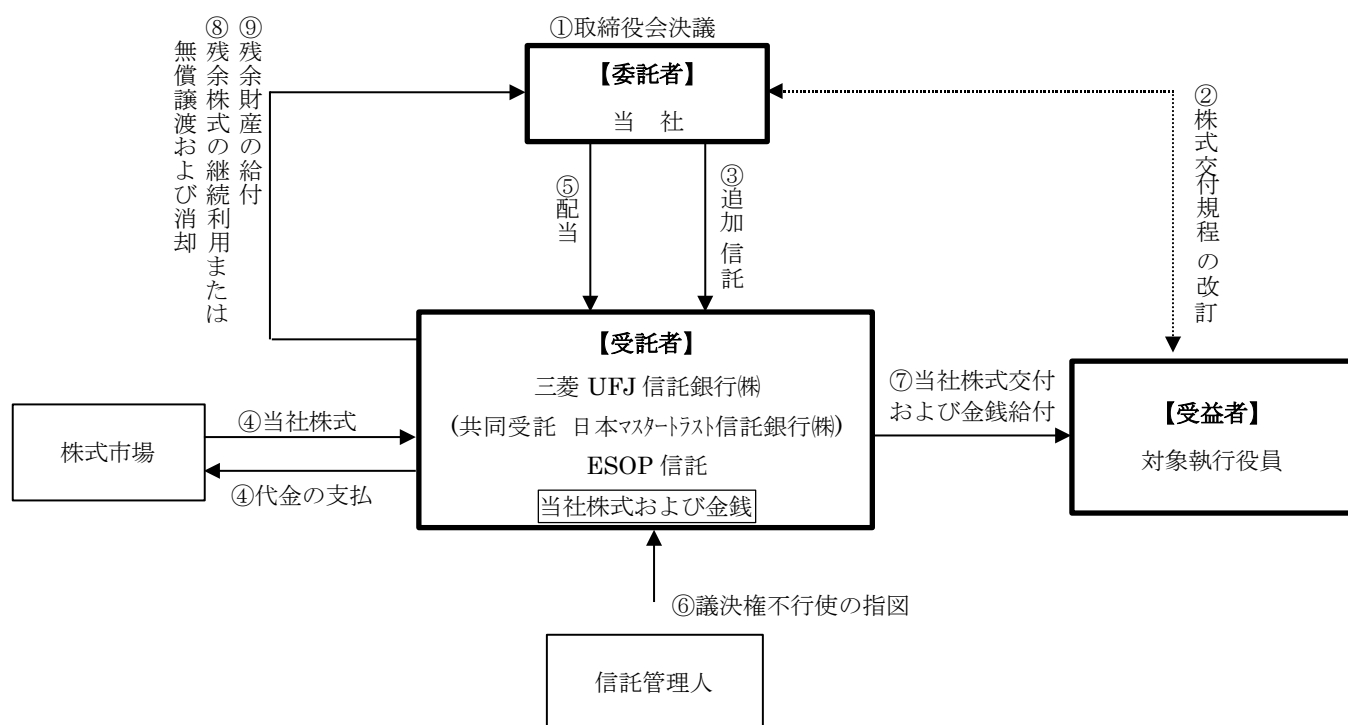 ①取締役会決議
【委託者】
当　社
⑨残余財産の給付
⑧残余株式の継続利用または
無償譲渡および消却
②株式交付規程の改訂
⑤配当
③追加信託
【受託者】
三菱 UFJ 信託銀行㈱
(共同受託　日本ﾏｽﾀｰﾄﾗｽﾄ信託銀行㈱)
ESOP 信託
当社株式および金銭
株式市場
④当社株式
④代金の支払
⑦当社株式交付
および金銭給付
【受益者】
対象執行役員
⑥議決権不行使の指図
信託管理人